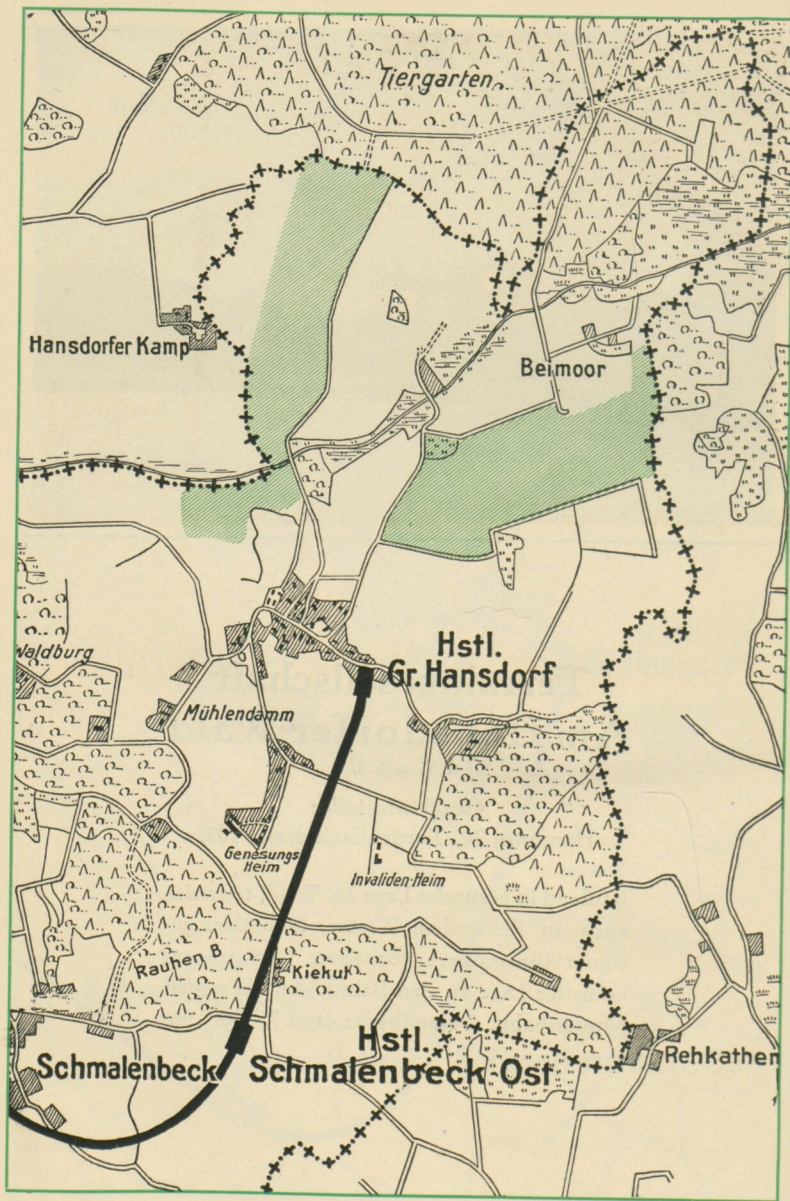 Tiergarten
Hansdorfer Kamp
Beimoor
Waldburg
Hstl.
Gr. Hansdorf
Mühlendamm
Genesungs
Heim
Invaliden-Heim
Rauhen B
Kiekut
Hstl.
Schmalenbeck Ost
Schmalenbeck
Rehkathen